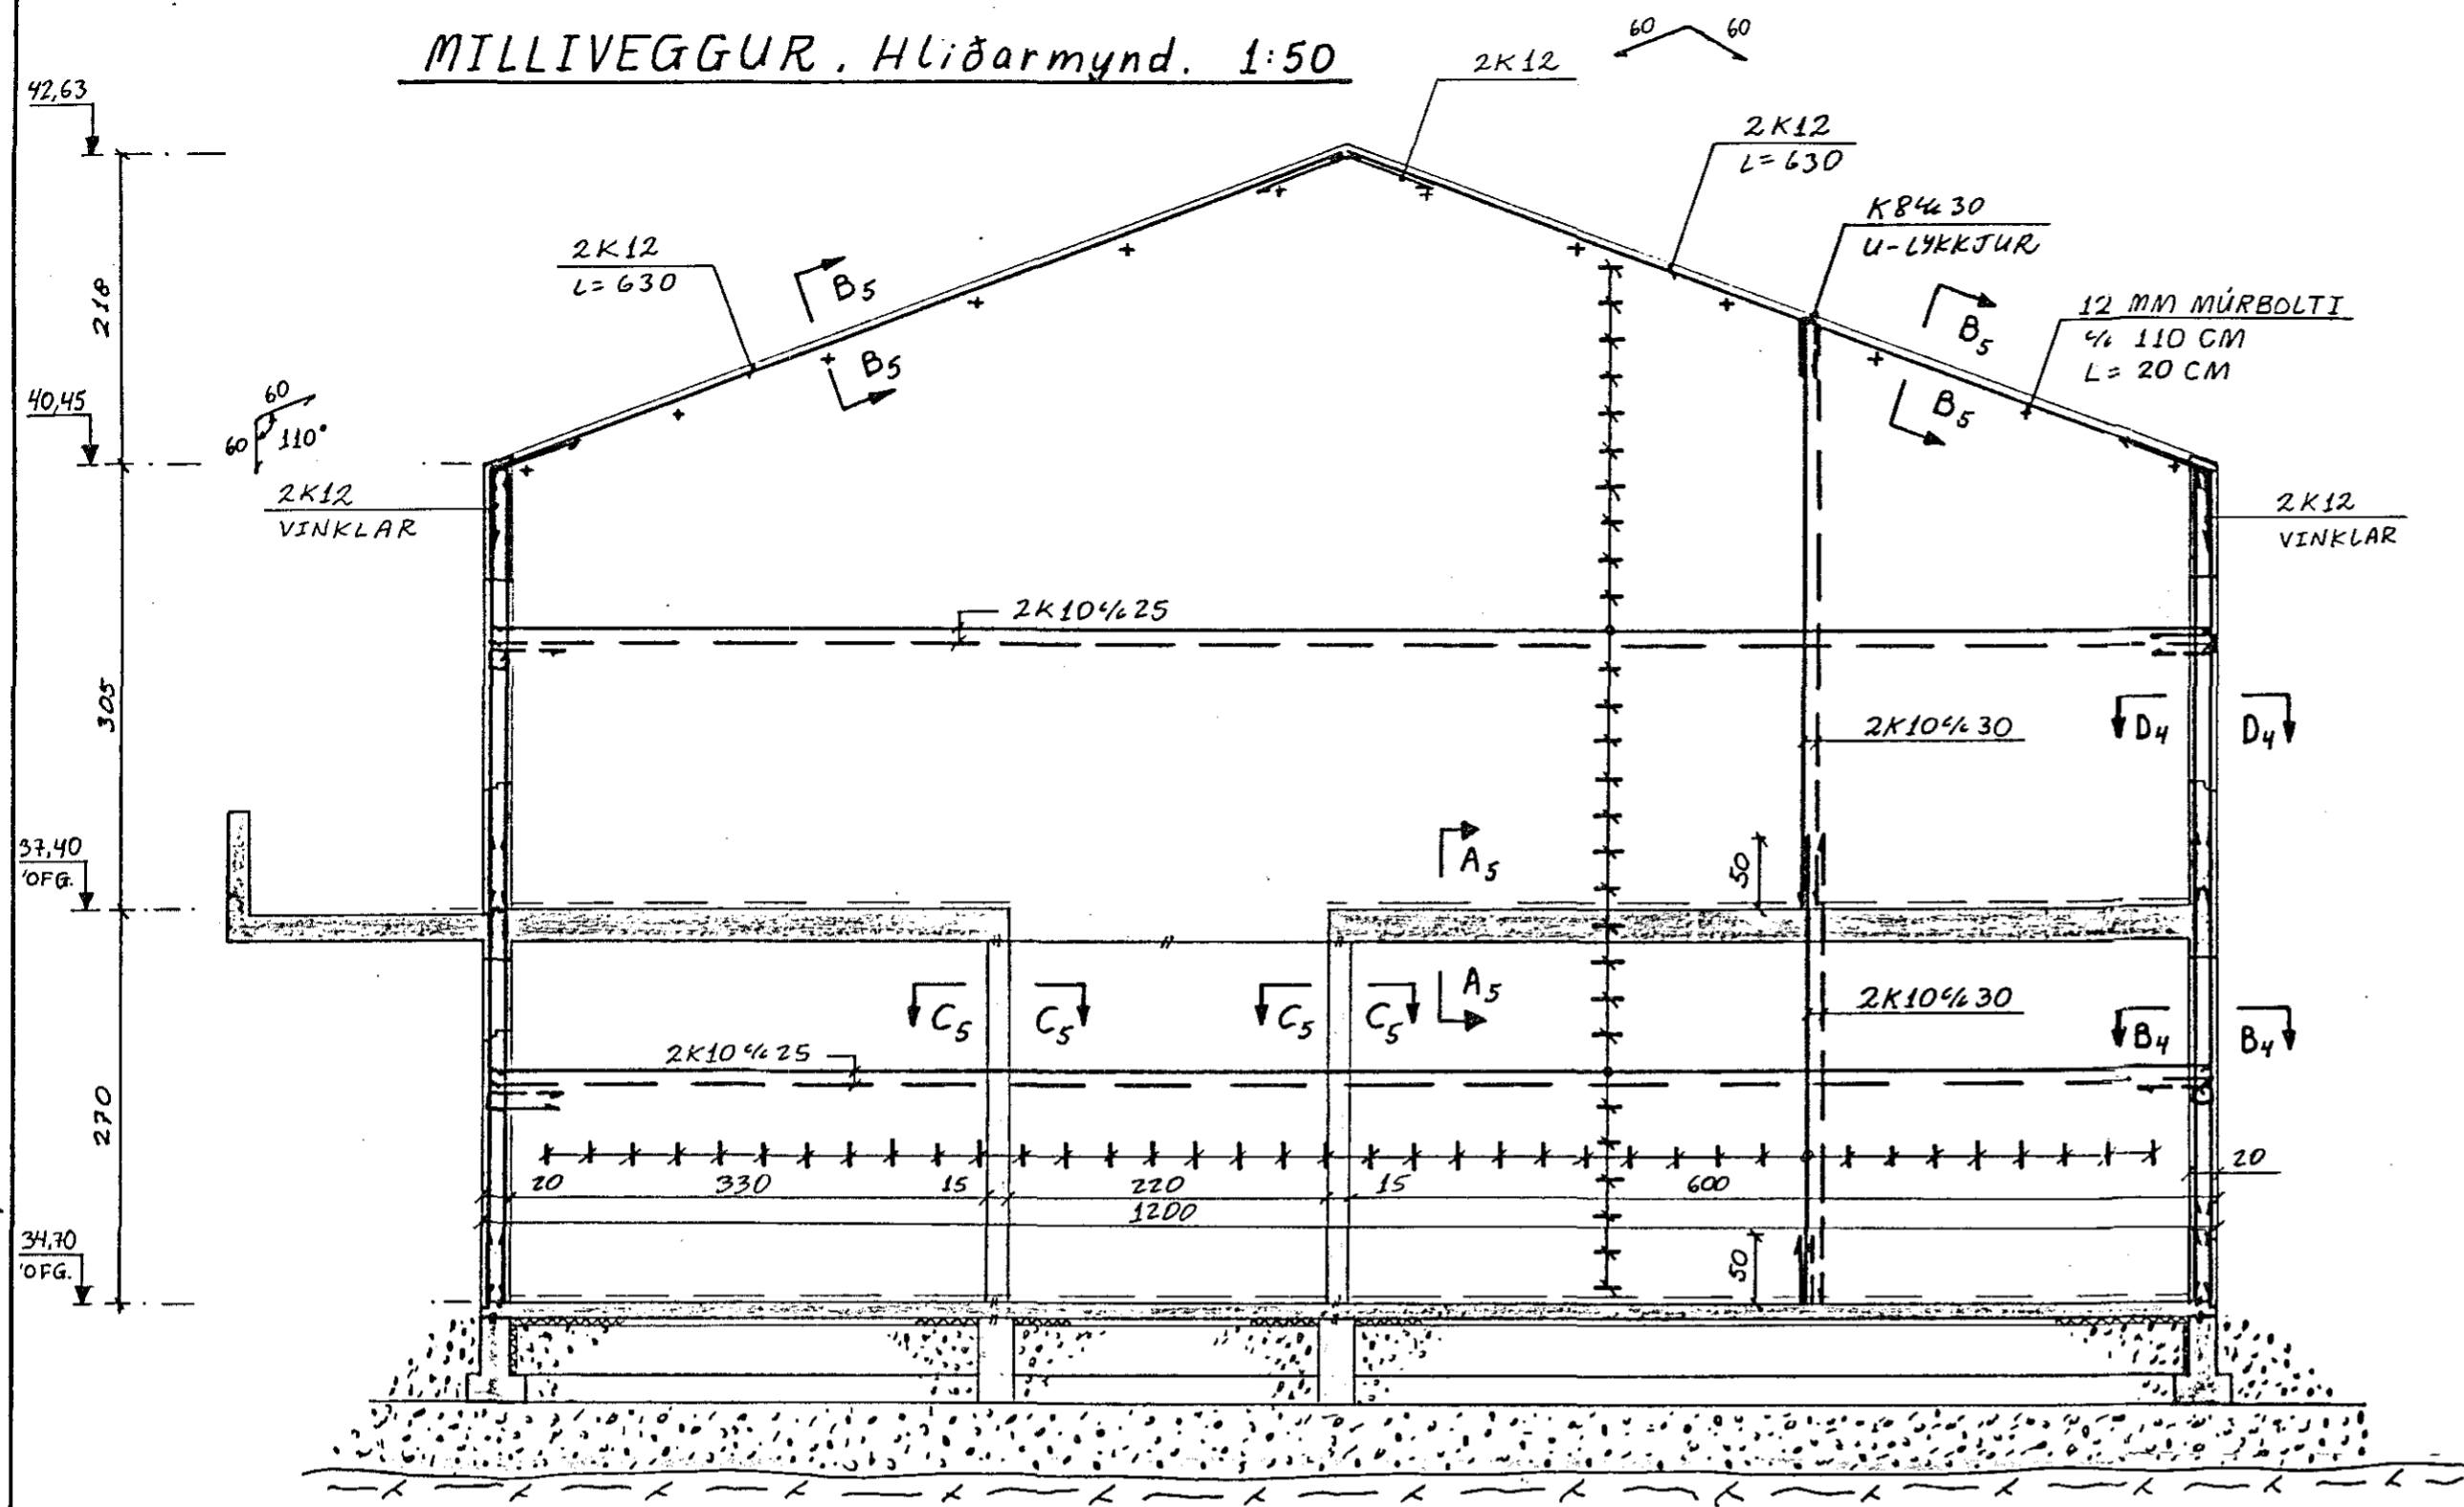 MILLIVEGGUR. Hliðarmynd. 1:50
60 60
2K12
42,63
2K12
L=630
K8 c/c 30
U-LYKKJUR
2K12
L=630
B5
B5
218
12 MM MÚRBOLTI
c/c 110 CM
L= 20 CM
B5
B5
40,45
60
60 110°
2K12
VINKLAR
2K12
VINKLAR
2K10 c/c 25
305
2K10 c/c 30
D4 D4
37,40
ÓFG.
A5
50
A5
C5 C5 C5 C5
2K10 c/c 30
B4 B4
2K10 c/c 25
270
20 330 15 220 15 600 20
1200
34,70
ÓFG.
50